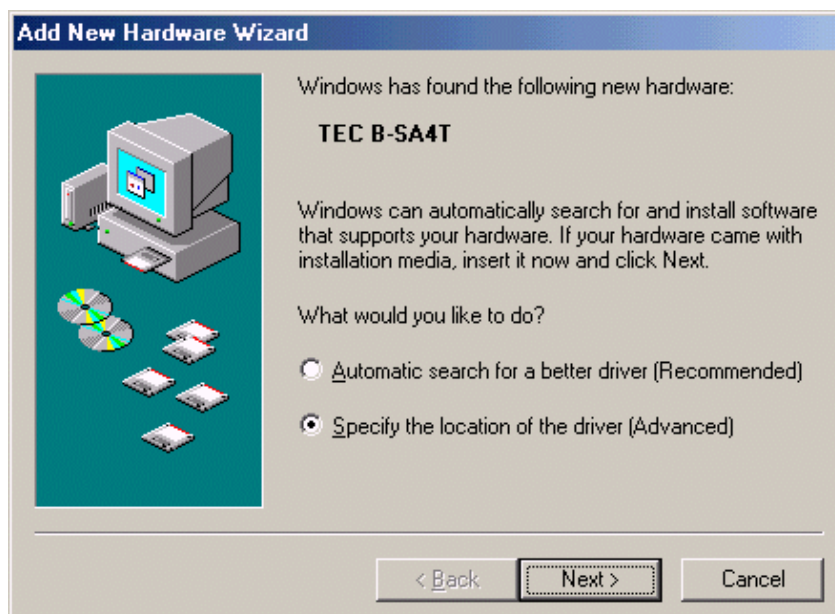 Add New Hardware Wizard
Windows has found the following new hardware:
TEC B-SA4T
Windows can automatically search for and install software
that supports your hardware. If your hardware came with
installation media, insert it now and click Next.
What would you like to do?
Automatic search for a better driver (Recommended)
Specify the location of the driver (Advanced)
< Back Next > Cancel